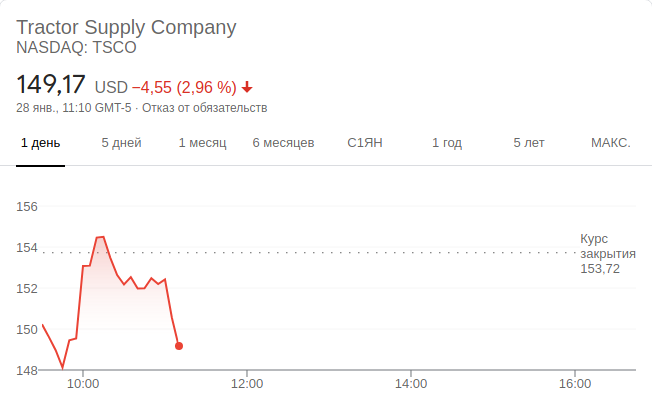 Tractor Supply Company
NASDAQ: TSCO
149,17 USD −4,55 (2,96 %)
28 янв., 11:10 GMT-5 · Отказ от обязательств
1 день 5 дней 1 месяц 6 месяцев С1ЯН 1 год 5 лет МАКС.
156
154
152
150
148
Курс
закрытия
153,72
10:00 12:00 14:00 16:00